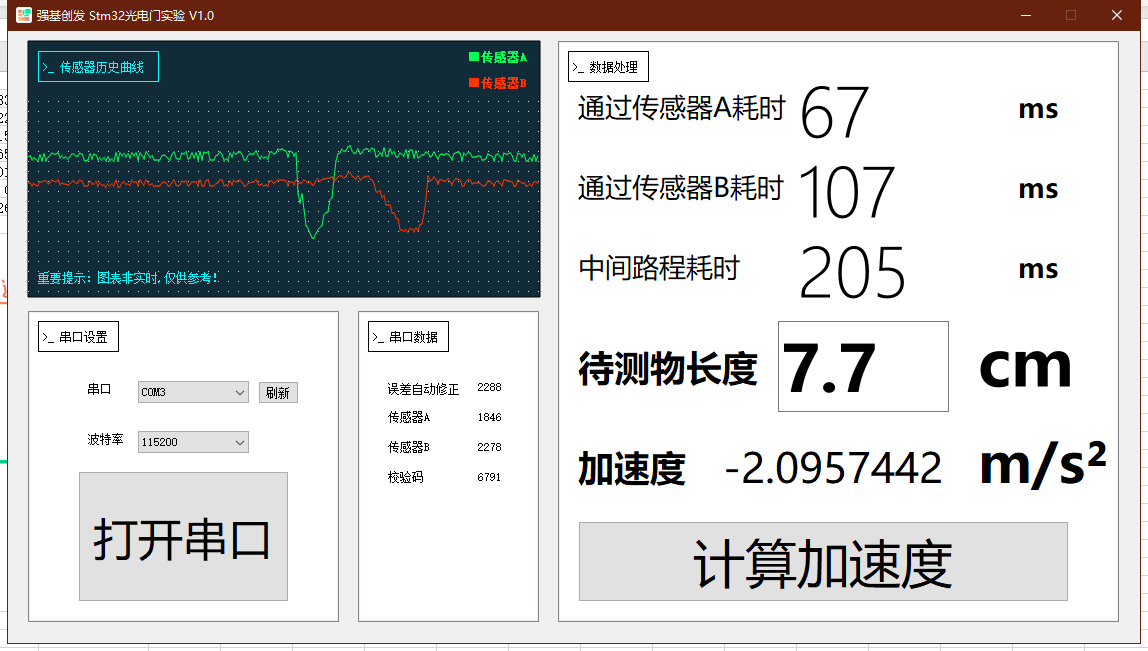 强基创发 Stm32光电门实验 V1.0
>_ 传感器历史曲线
传感器A
传感器B
重要提示：图表非实时,仅供参考!
>_ 串口设置
串口 COM3 刷新
波特率 115200
打开串口
>_ 串口数据
误差自动修正 2288
传感器A 1846
传感器B 2278
校验码 6791
>_ 数据处理
通过传感器A耗时 67 ms
通过传感器B耗时 107 ms
中间路程耗时 205 ms
待测物长度 7.7 cm
加速度 -2.0957442 m/s²
计算加速度